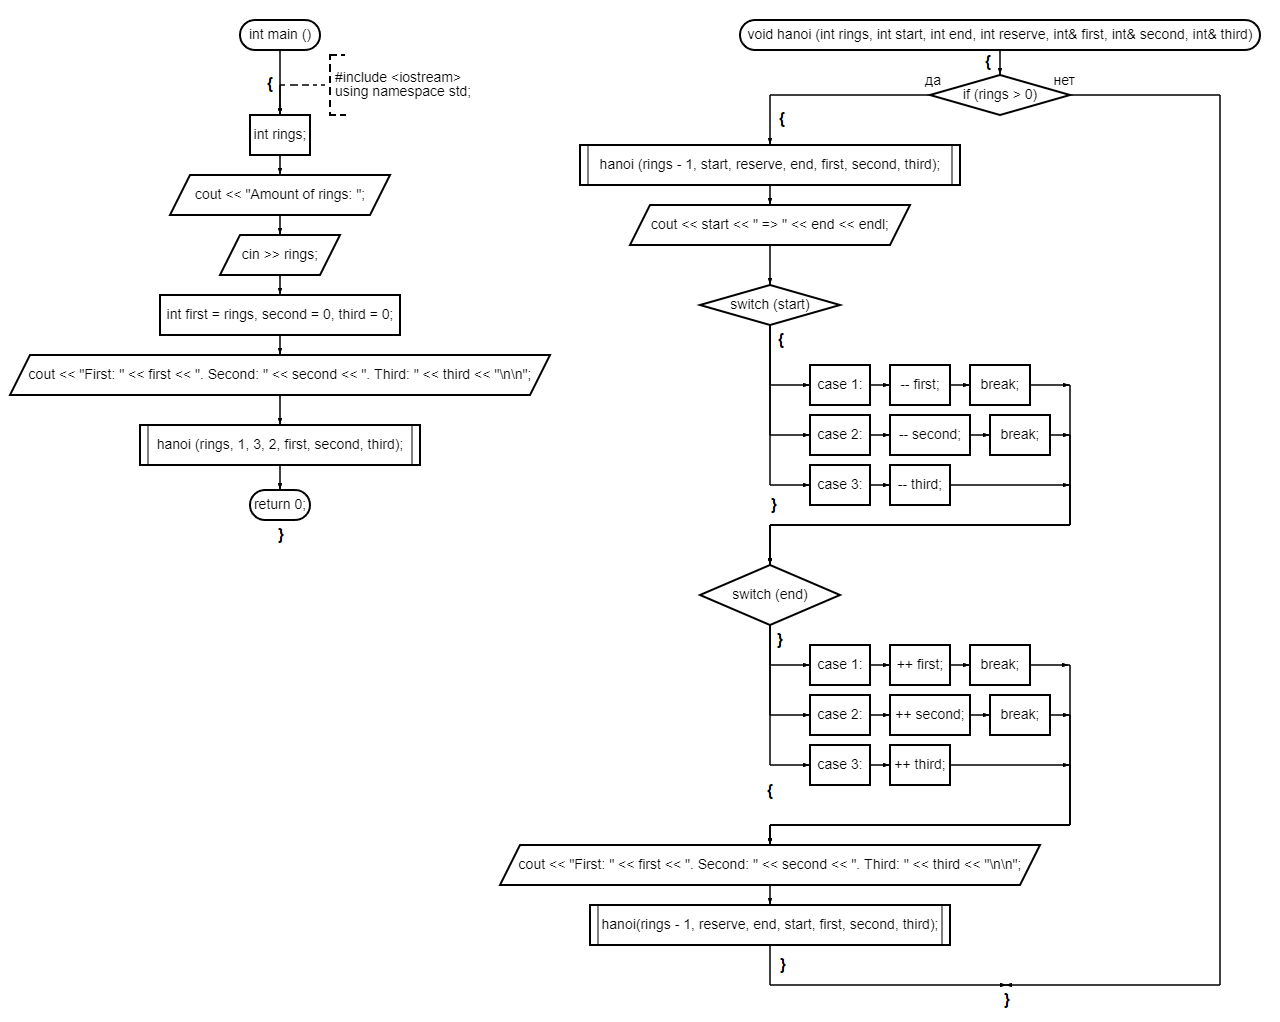 int main ()
{
#include <iostream>
using namespace std;
int rings;
cout << "Amount of rings: ";
cin >> rings;
int first = rings, second = 0, third = 0;
cout << "First: " << first << ". Second: " << second << ". Third: " << third << "\n\n";
hanoi (rings, 1, 3, 2, first, second, third);
return 0;
}
void hanoi (int rings, int start, int end, int reserve, int& first, int& second, int& third)
{
да
if (rings > 0)
нет
{
hanoi (rings - 1, start, reserve, end, first, second, third);
cout << start << " => " << end << endl;
switch (start)
{
case 1:
-- first;
break;
case 2:
-- second;
break;
case 3:
-- third;
}
switch (end)
}
case 1:
++ first;
break;
case 2:
++ second;
break;
case 3:
++ third;
{
cout << "First: " << first << ". Second: " << second << ". Third: " << third << "\n\n";
hanoi(rings - 1, reserve, end, start, first, second, third);
}
}